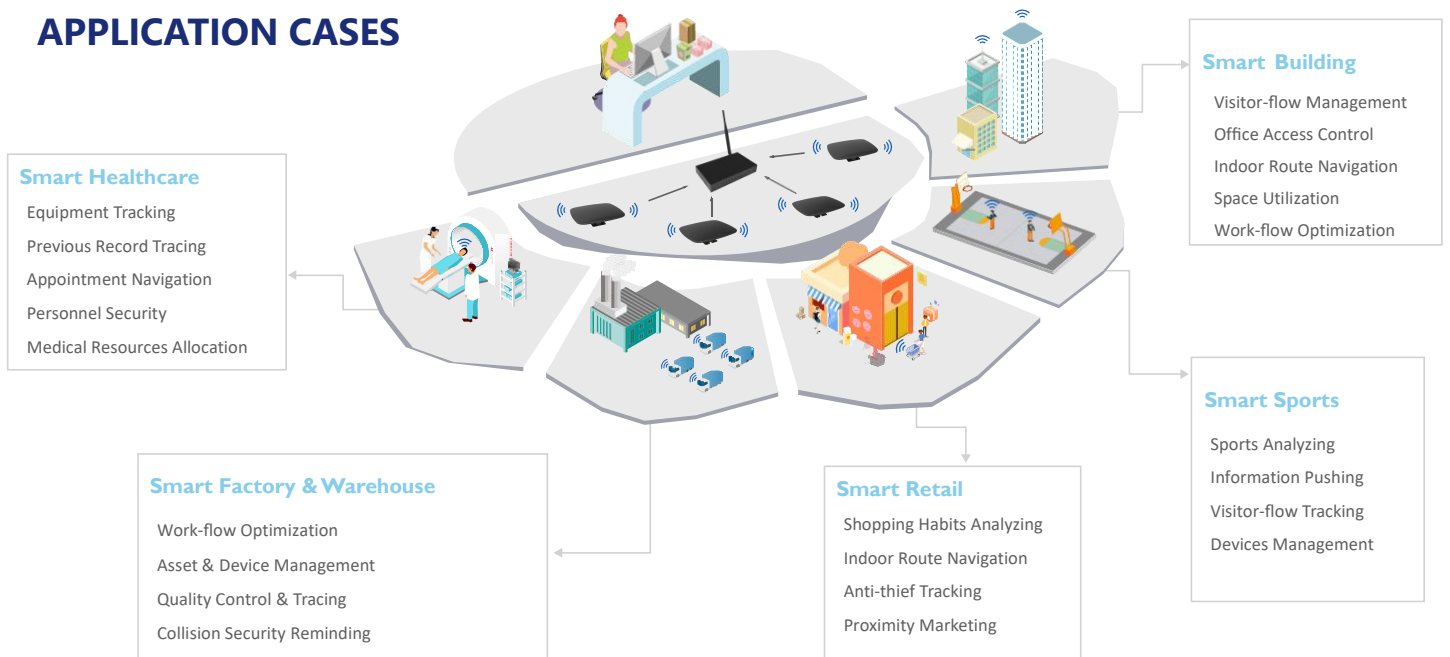 APPLICATION CASES
Smart Healthcare
Equipment Tracking
Previous Record Tracing
Appointment Navigation
Personnel Security
Medical Resources Allocation
Smart Building
Visitor-flow Management
Office Access Control
Indoor Route Navigation
Space Utilization
Work-flow Optimization
Smart Sports
Sports Analyzing
Information Pushing
Visitor-flow Tracking
Devices Management
Smart Factory & Warehouse
Work-flow Optimization
Asset & Device Management
Quality Control & Tracing
Collision Security Reminding
Smart Retail
Shopping Habits Analyzing
Indoor Route Navigation
Anti-thief Tracking
Proximity Marketing